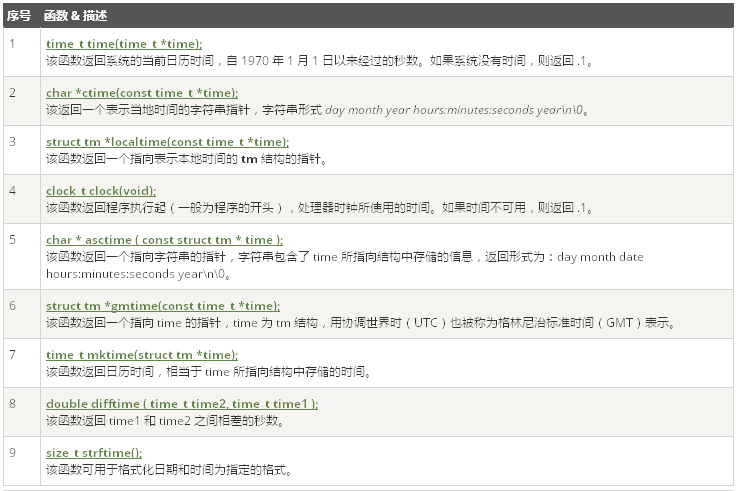 序号 函数 & 描述
1 time_t time(time_t *time);
该函数返回系统的当前日历时间，自 1970 年 1 月 1 日以来经过的秒数。如果系统没有时间，则返回 .1。
2 char *ctime(const time_t *time);
该返回一个表示当地时间的字符串指针，字符串形式 day month year hours:minutes:seconds year\n\0。
3 struct tm *localtime(const time_t *time);
该函数返回一个指向表示本地时间的 tm 结构的指针。
4 clock_t clock(void);
该函数返回程序执行起（一般为程序的开头），处理器时钟所使用的时间。如果时间不可用，则返回 .1。
5 char * asctime ( const struct tm * time );
该函数返回一个指向字符串的指针，字符串包含了 time 所指向结构中存储的信息，返回形式为：day month date
hours:minutes:seconds year\n\0。
6 struct tm *gmtime(const time_t *time);
该函数返回一个指向 time 的指针，time 为 tm 结构，用协调世界时（UTC）也被称为格林尼治标准时间（GMT）表示。
7 time_t mktime(struct tm *time);
该函数返回日历时间，相当于 time 所指向结构中存储的时间。
8 double difftime ( time_t time2, time_t time1 );
该函数返回 time1 和 time2 之间相差的秒数。
9 size_t strftime();
该函数可用于格式化日期和时间为指定的格式。